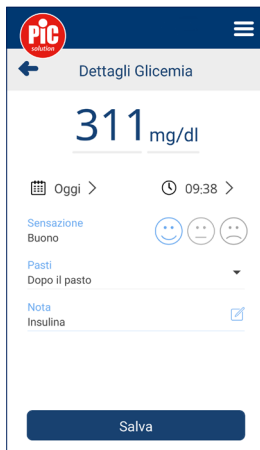 PiC
solution
Dettagli Glicemia
311 mg/dl
Oggi 09:38
Sensazione
Buono
Pasti
Dopo il pasto
Nota
Insulina
Salva